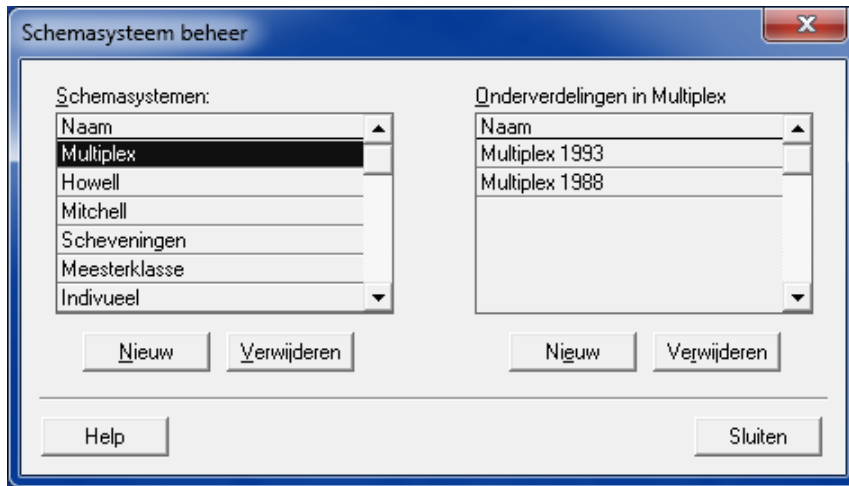 Schemasysteem beheer
Schemasystemen:
Naam
Multiplex
Howell
Mitchell
Scheveningen
Meesterklasse
Indivueel
Nieuw Verwijderen
Onderverdelingen in Multiplex
Naam
Multiplex 1993
Multiplex 1988
Nieuw Verwijderen
Help Sluiten